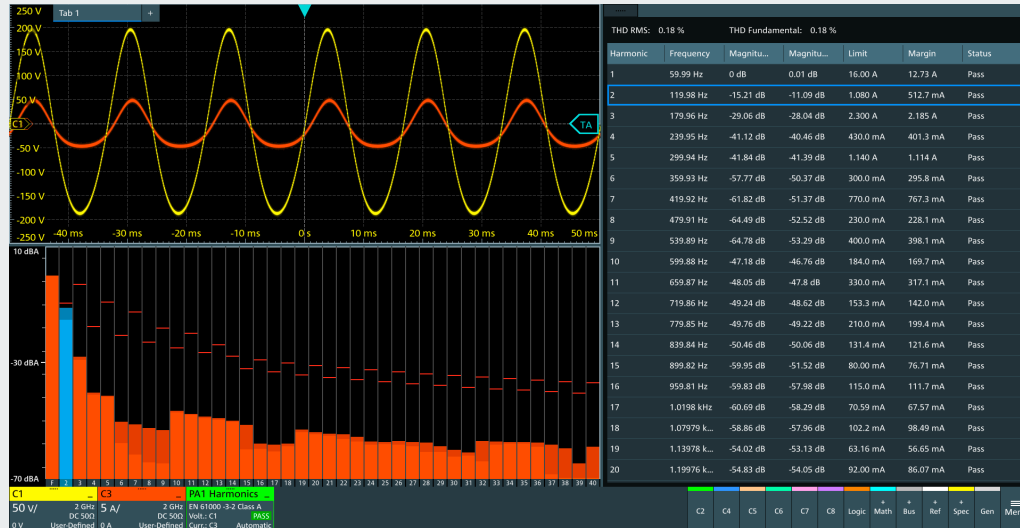 250 V
Tab 1
+
200 V
150 V
100 V
50 V
C1
TA
-50 V
-100 V
-150 V
-200 V
-250 V
-40 ms -30 ms -20 ms -10 ms 0 s 10 ms 20 ms 30 ms 40 ms 50 ms
10 dBA
-30 dBA
-70 dBA
F 2 3 4 5 6 7 8 9 10 11 12 13 14 15 16 17 18 19 20 21 22 23 24 25 26 27 28 29 30 31 32 33 34 35 36 37 38 39 40
THD RMS: 0.18 % THD Fundamental: 0.18 %
Harmonic Frequency Magnitu... Magnitu... Limit Margin Status
1 59.99 Hz 0 dB 0.01 dB 16.00 A 12.73 A Pass
2 119.98 Hz -15.21 dB -11.09 dB 1.080 A 512.7 mA Pass
3 179.96 Hz -29.06 dB -28.04 dB 2.300 A 2.185 A Pass
4 239.95 Hz -41.12 dB -40.46 dB 430.0 mA 401.3 mA Pass
5 299.94 Hz -41.84 dB -41.39 dB 1.140 A 1.114 A Pass
6 359.93 Hz -57.77 dB -50.37 dB 300.0 mA 295.8 mA Pass
7 419.92 Hz -61.82 dB -51.37 dB 770.0 mA 767.3 mA Pass
8 479.91 Hz -64.49 dB -52.52 dB 230.0 mA 228.1 mA Pass
9 539.89 Hz -64.78 dB -53.29 dB 400.0 mA 398.1 mA Pass
10 599.88 Hz -47.18 dB -46.76 dB 184.0 mA 169.7 mA Pass
11 659.87 Hz -48.05 dB -47.8 dB 330.0 mA 317.1 mA Pass
12 719.86 Hz -49.24 dB -48.62 dB 153.3 mA 142.0 mA Pass
13 779.85 Hz -49.76 dB -49.22 dB 210.0 mA 199.4 mA Pass
14 839.84 Hz -50.46 dB -50.06 dB 131.4 mA 121.6 mA Pass
15 899.82 Hz -59.95 dB -51.52 dB 80.00 mA 76.71 mA Pass
16 959.81 Hz -59.83 dB -57.98 dB 115.0 mA 111.7 mA Pass
17 1.0198 kHz -60.69 dB -58.29 dB 70.59 mA 67.57 mA Pass
18 1.07979 k... -58.86 dB -57.96 dB 102.2 mA 98.49 mA Pass
19 1.13978 k... -54.02 dB -53.13 dB 63.16 mA 56.65 mA Pass
20 1.19976 k... -54.83 dB -54.05 dB 92.00 mA 86.07 mA Pass
C1 C3 PA1 Harmonics
50 V/ 2 GHz 5 A/ 2 GHz EN 61000 -3-2 Class A
DC 50Ω DC 50Ω Volt.: C1 PASS
0 V User-Defined 0 A User-Defined Curr.: C3 Automatic
C2 C4 C5 C6 C7 C8 Logic + Math + Bus + Ref + Spec Gen